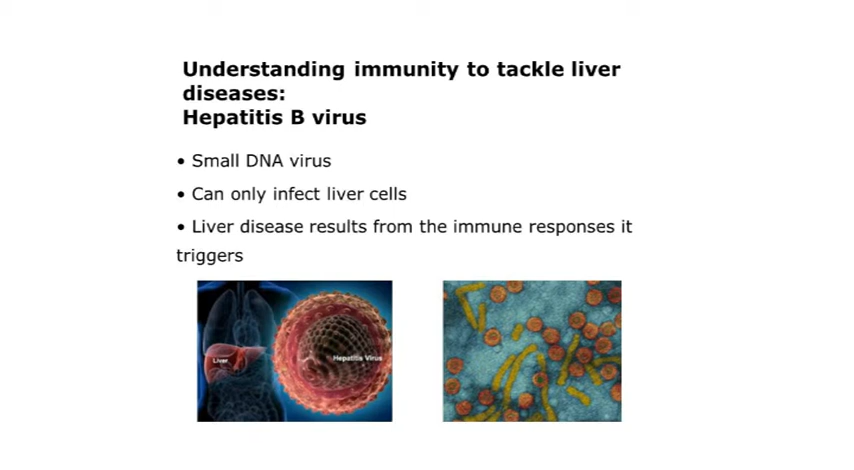 Understanding immunity to tackle liver
diseases:
Hepatitis B virus
• Small DNA virus
• Can only infect liver cells
• Liver disease results from the immune responses it
triggers
Liver
Hepatitis Virus